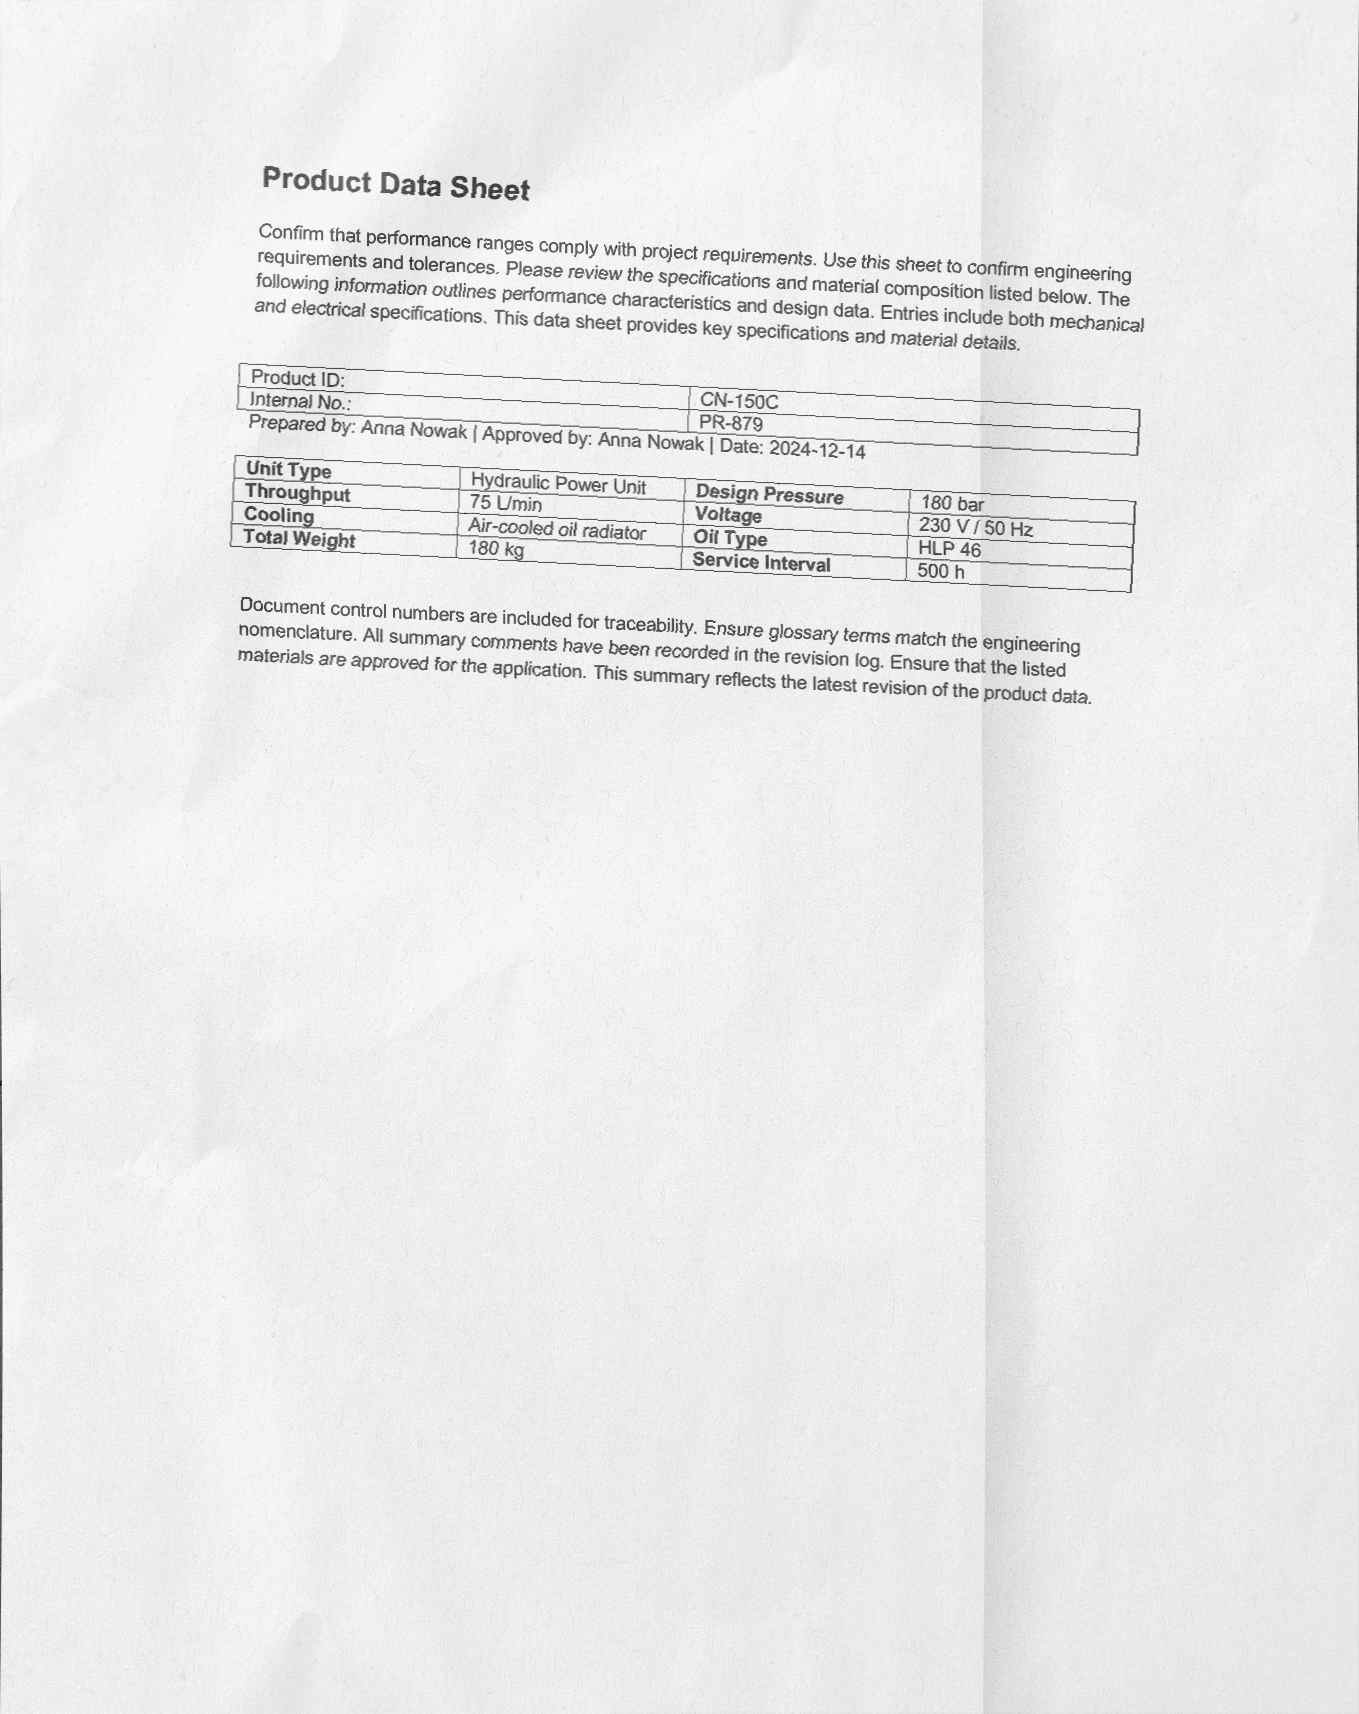 Product Data Sheet
Confirm that performance ranges comply with project requirements. Use this sheet to confirm engineering
requirements and tolerances. Please review the specifications and material composition listed below. The
following information outlines performance characteristics and design data. Entries include both mechanical
and electrical specifications. This data sheet provides key specifications and material details.
Product ID: CN-150C
Internal No.: PR-879
Prepared by: Anna Nowak | Approved by: Anna Nowak | Date: 2024-12-14
Unit Type Hydraulic Power Unit Design Pressure 180 bar
Throughput 75 L/min Voltage 230 V / 50 Hz
Cooling Air-cooled oil radiator Oil Type HLP 46
Total Weight 180 kg Service Interval 500 h
Document control numbers are included for traceability. Ensure glossary terms match the engineering
nomenclature. All summary comments have been recorded in the revision log. Ensure that the listed
materials are approved for the application. This summary reflects the latest revision of the product data.